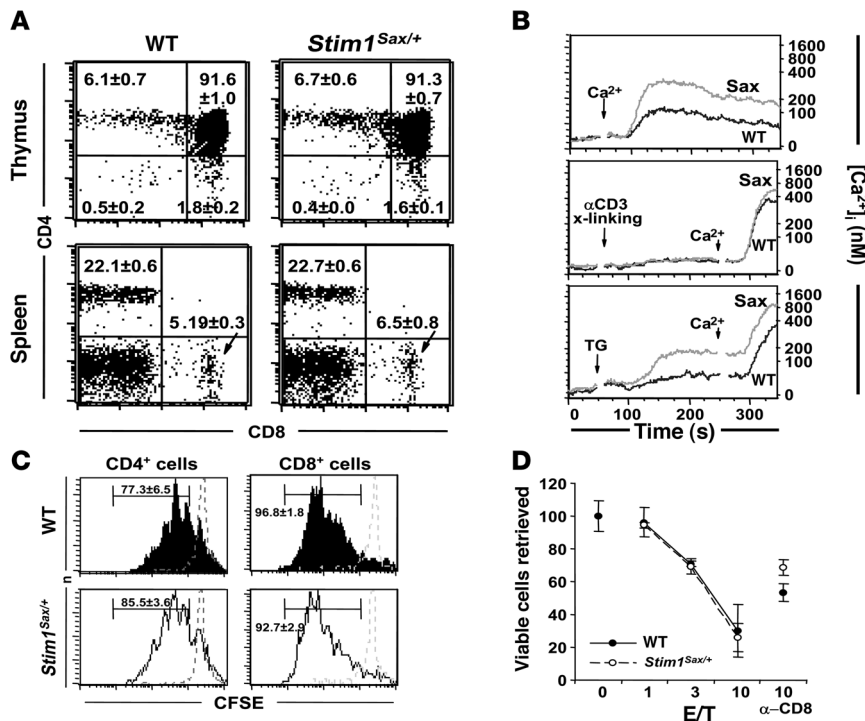 A
WT
Stim1Sax/+
Thymus
Spleen
CD4
6.1±0.7
91.6
±1.0
0.5±0.2
1.8±0.2
6.7±0.6
91.3
±0.7
0.4±0.0
1.6±0.1
22.1±0.6
5.19±0.3
22.7±0.6
6.5±0.8
CD8
B
Ca2+
Sax
WT
1600
400
200
100
0
αCD3
x-linking
Ca2+
Sax
WT
1600
800
400
200
100
0
TG
Ca2+
Sax
WT
1600
800
400
200
100
0
[Ca2+]i (nM)
0
100
200
300
Time (s)
C
CD4+ cells
CD8+ cells
WT
Stim1Sax/+
n
77.3±6.5
96.8±1.8
85.5±3.6
92.7±2.9
CFSE
D
Viable cells retrieved
120
100
80
60
40
20
0
WT
Stim1Sax/+
0
1
3
10
10
α–CD8
E/T